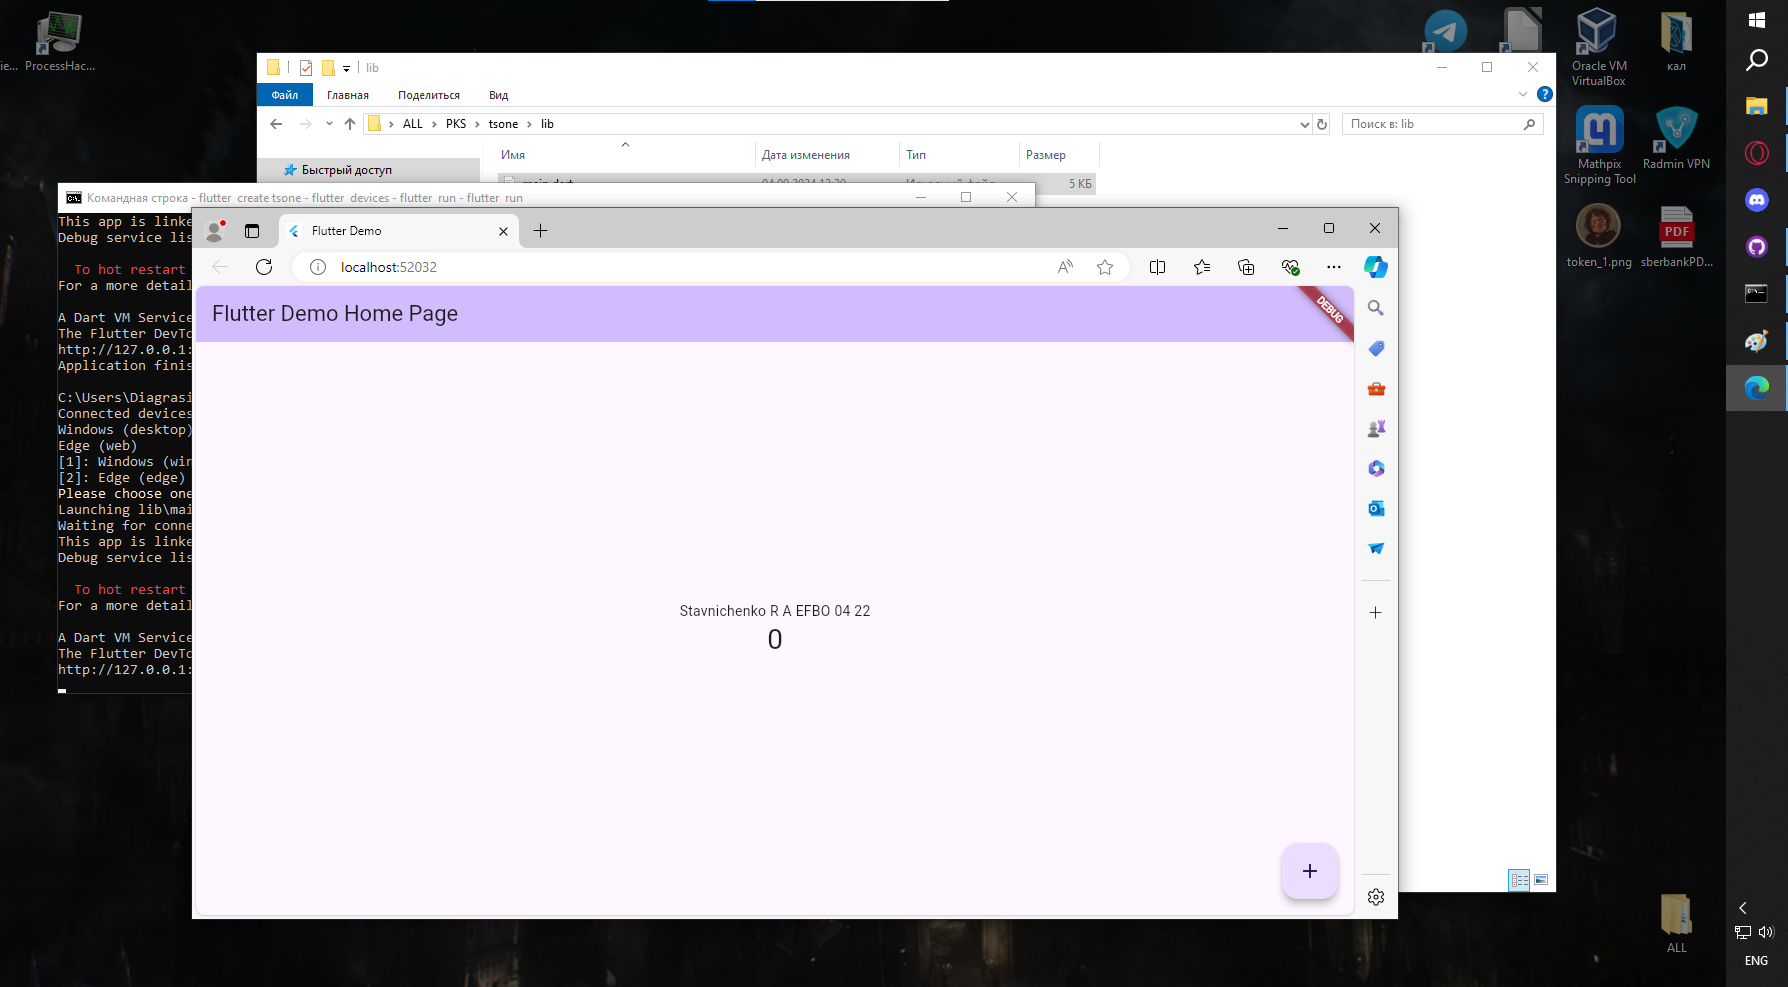 ie...
ProcessHac...
lib
Файл
Главная
Поделиться
Вид
ALL
PKS
tsone
lib
Поиск в: lib
Имя
Дата изменения
Тип
Размер
Быстрый доступ
5 КБ
Командная строка - flutter create tsone - flutter devices - flutter run - flutter run
This app is linke
Debug service lis
To hot restart
For a more detail
A Dart VM Service
The Flutter DevTo
http://127.0.0.1:
Application finis
C:\Users\Diagrasi
Connected devices
Windows (desktop)
Edge (web)
[1]: Windows (win
[2]: Edge (edge)
Please choose one
Launching lib\mai
Waiting for conne
This app is linke
Debug service lis
To hot restart
For a more detail
A Dart VM Service
The Flutter DevTo
http://127.0.0.1:
Flutter Demo
localhost:52032
Flutter Demo Home Page
DEBUG
Stavnichenko R A EFBO 04 22
0
Oracle VM
VirtualBox
кал
Mathpix
Snipping Tool
Radmin VPN
token_1.png
PDF
sberbankPD...
ALL
ENG